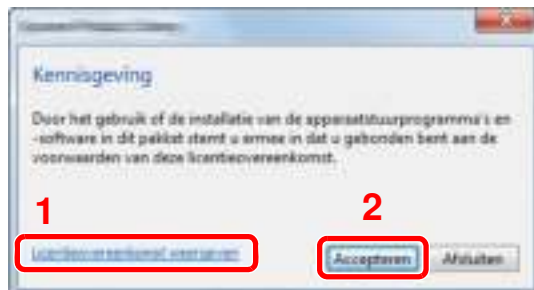 Kennisgeving
Door het gebruik of de installatie van de apparaatstuurprogramma's en
-software in dit pakket stemt u ermee in dat u gebonden bent aan de
voorwaarden van deze licentieovereenkomst.
1
2
Licentieovereenkomst weergeven
Accepteren
Afsluiten